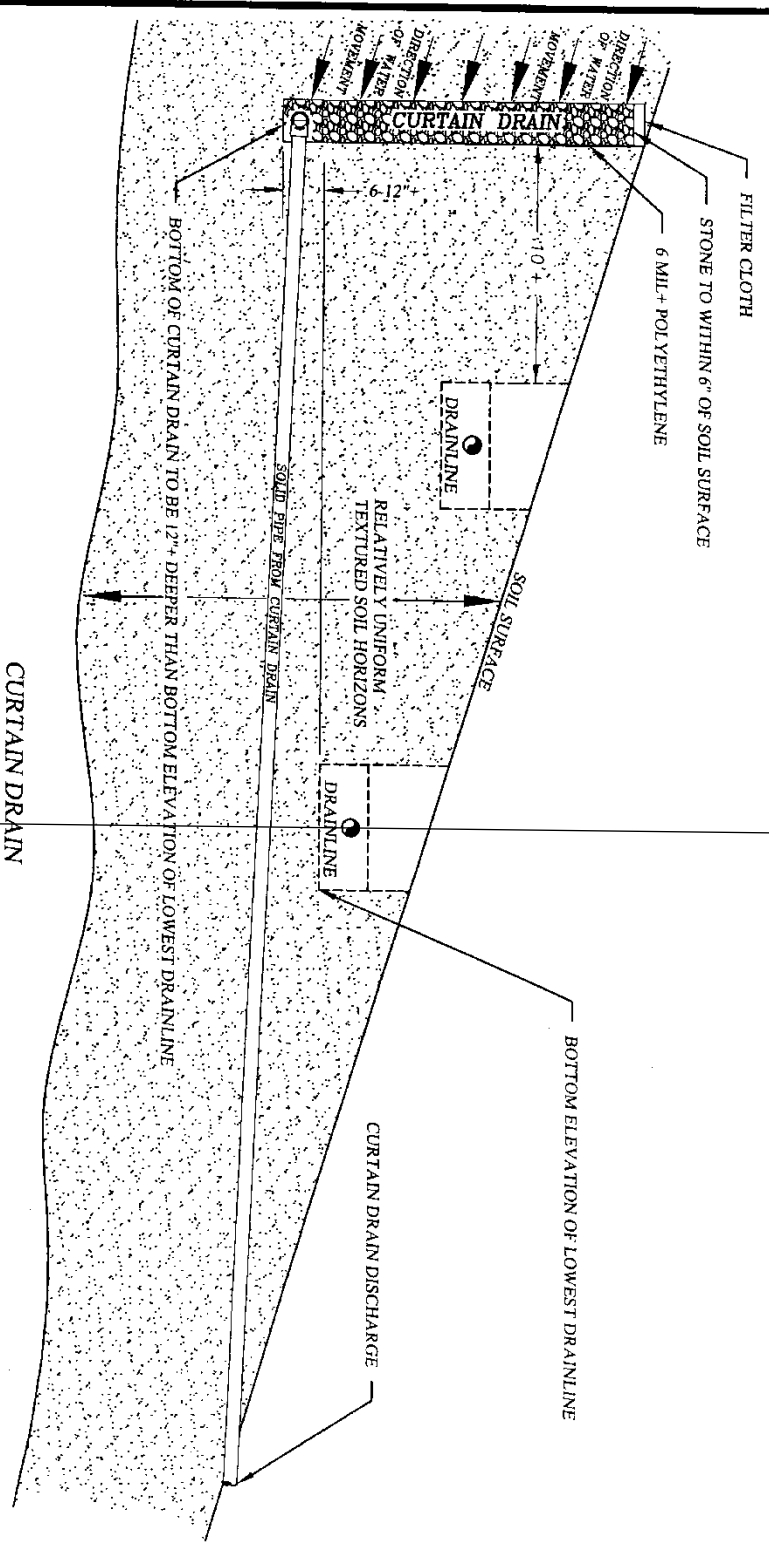 FILTER CLOTH
STONE TO WITHIN 6" OF SOIL SURFACE
6 MIL+ POLYETHYLENE
DIRECTION
OF WATER
MOVEMENT
DIRECTION
OF WATER
MOVEMENT
CURTAIN DRAIN
10'+
6-12"+
DRAINLINE
SOIL SURFACE
RELATIVELY UNIFORM
TEXTURED SOIL HORIZONS
DRAINLINE
BOTTOM ELEVATION OF LOWEST DRAINLINE
SOLID PIPE FROM CURTAIN DRAIN
CURTAIN DRAIN DISCHARGE
BOTTOM OF CURTAIN DRAIN TO BE 12"+ DEEPER THAN BOTTOM ELEVATION OF LOWEST DRAINLINE
CURTAIN DRAIN